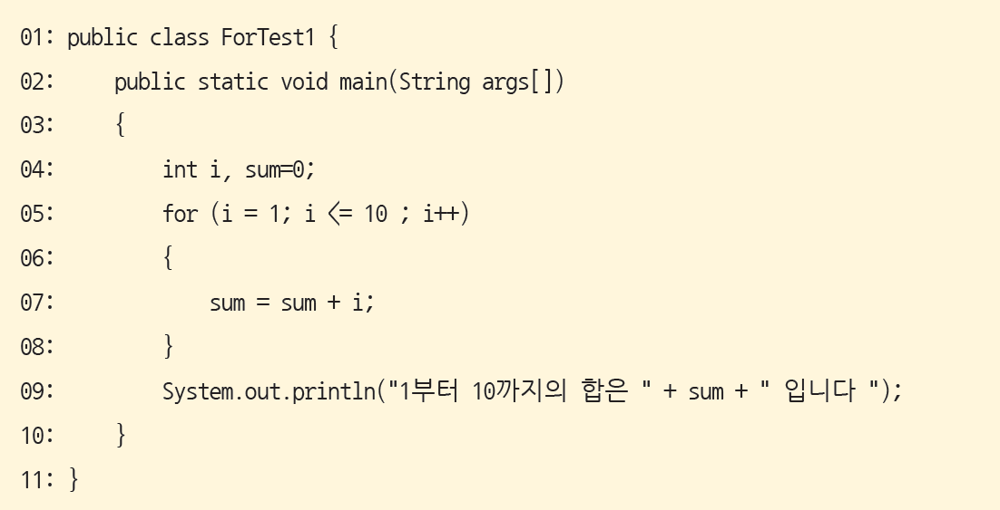 01: public class ForTest1 {
02:     public static void main(String args[])
03:     {
04:         int i, sum=0;
05:         for (i = 1; i <= 10 ; i++)
06:         {
07:             sum = sum + i;
08:         }
09:         System.out.println("1부터 10까지의 합은 " + sum + " 입니다 ");
10:     }
11: }